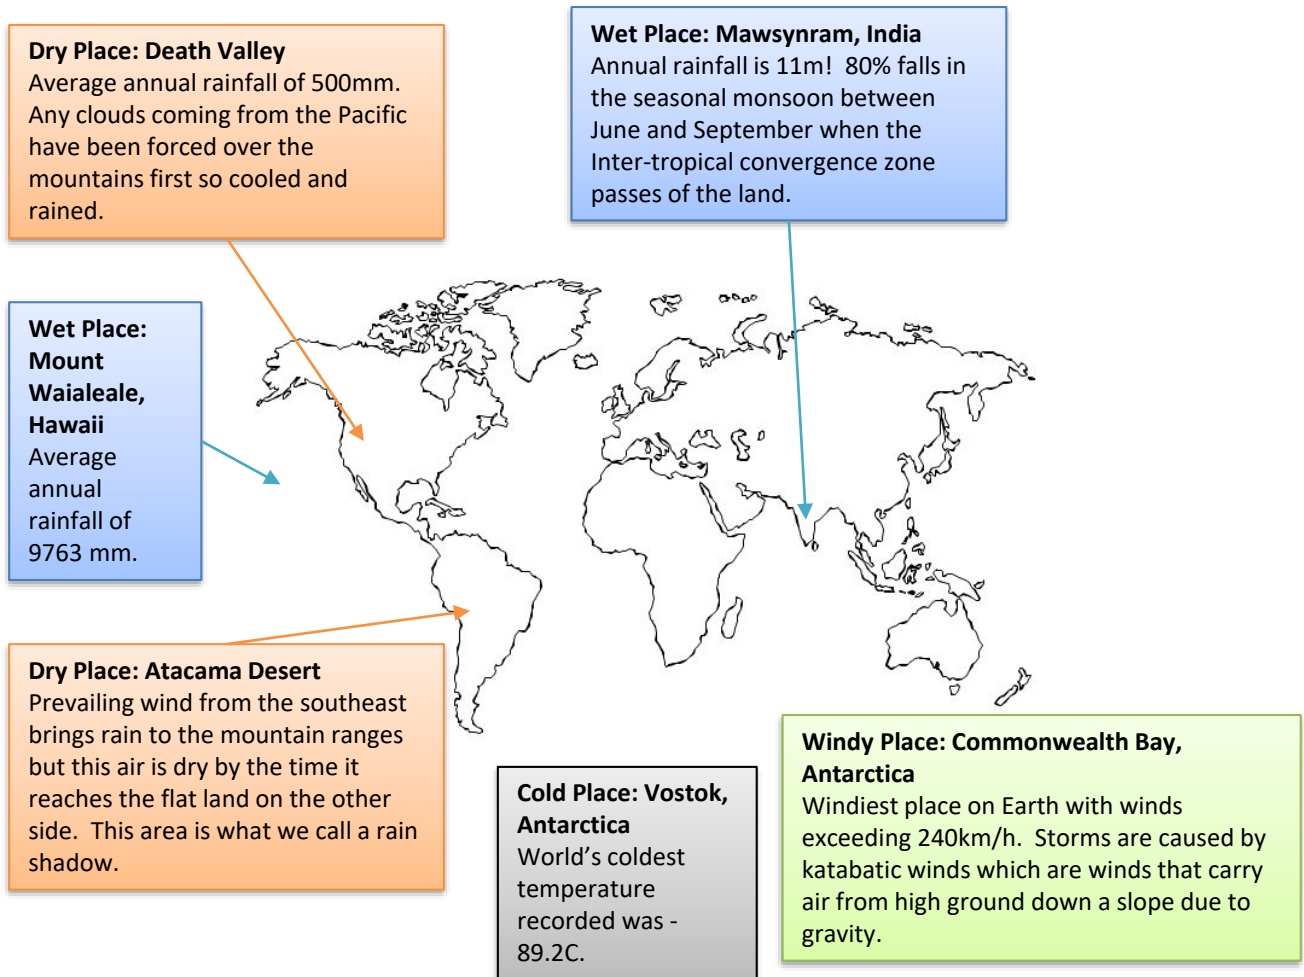 Dry Place: Death Valley
Average annual rainfall of 500mm.
Any clouds coming from the Pacific
have been forced over the
mountains first so cooled and
rained.
Wet Place: Mawsynram, India
Annual rainfall is 11m!  80% falls in
the seasonal monsoon between
June and September when the
Inter-tropical convergence zone
passes of the land.
Wet Place:
Mount
Waialeale,
Hawaii
Average
annual
rainfall of
9763 mm.
Dry Place: Atacama Desert
Prevailing wind from the southeast
brings rain to the mountain ranges
but this air is dry by the time it
reaches the flat land on the other
side.  This area is what we call a rain
shadow.
Cold Place: Vostok,
Antarctica
World’s coldest
temperature
recorded was -
89.2C.
Windy Place: Commonwealth Bay,
Antarctica
Windiest place on Earth with winds
exceeding 240km/h.  Storms are caused by
katabatic winds which are winds that carry
air from high ground down a slope due to
gravity.